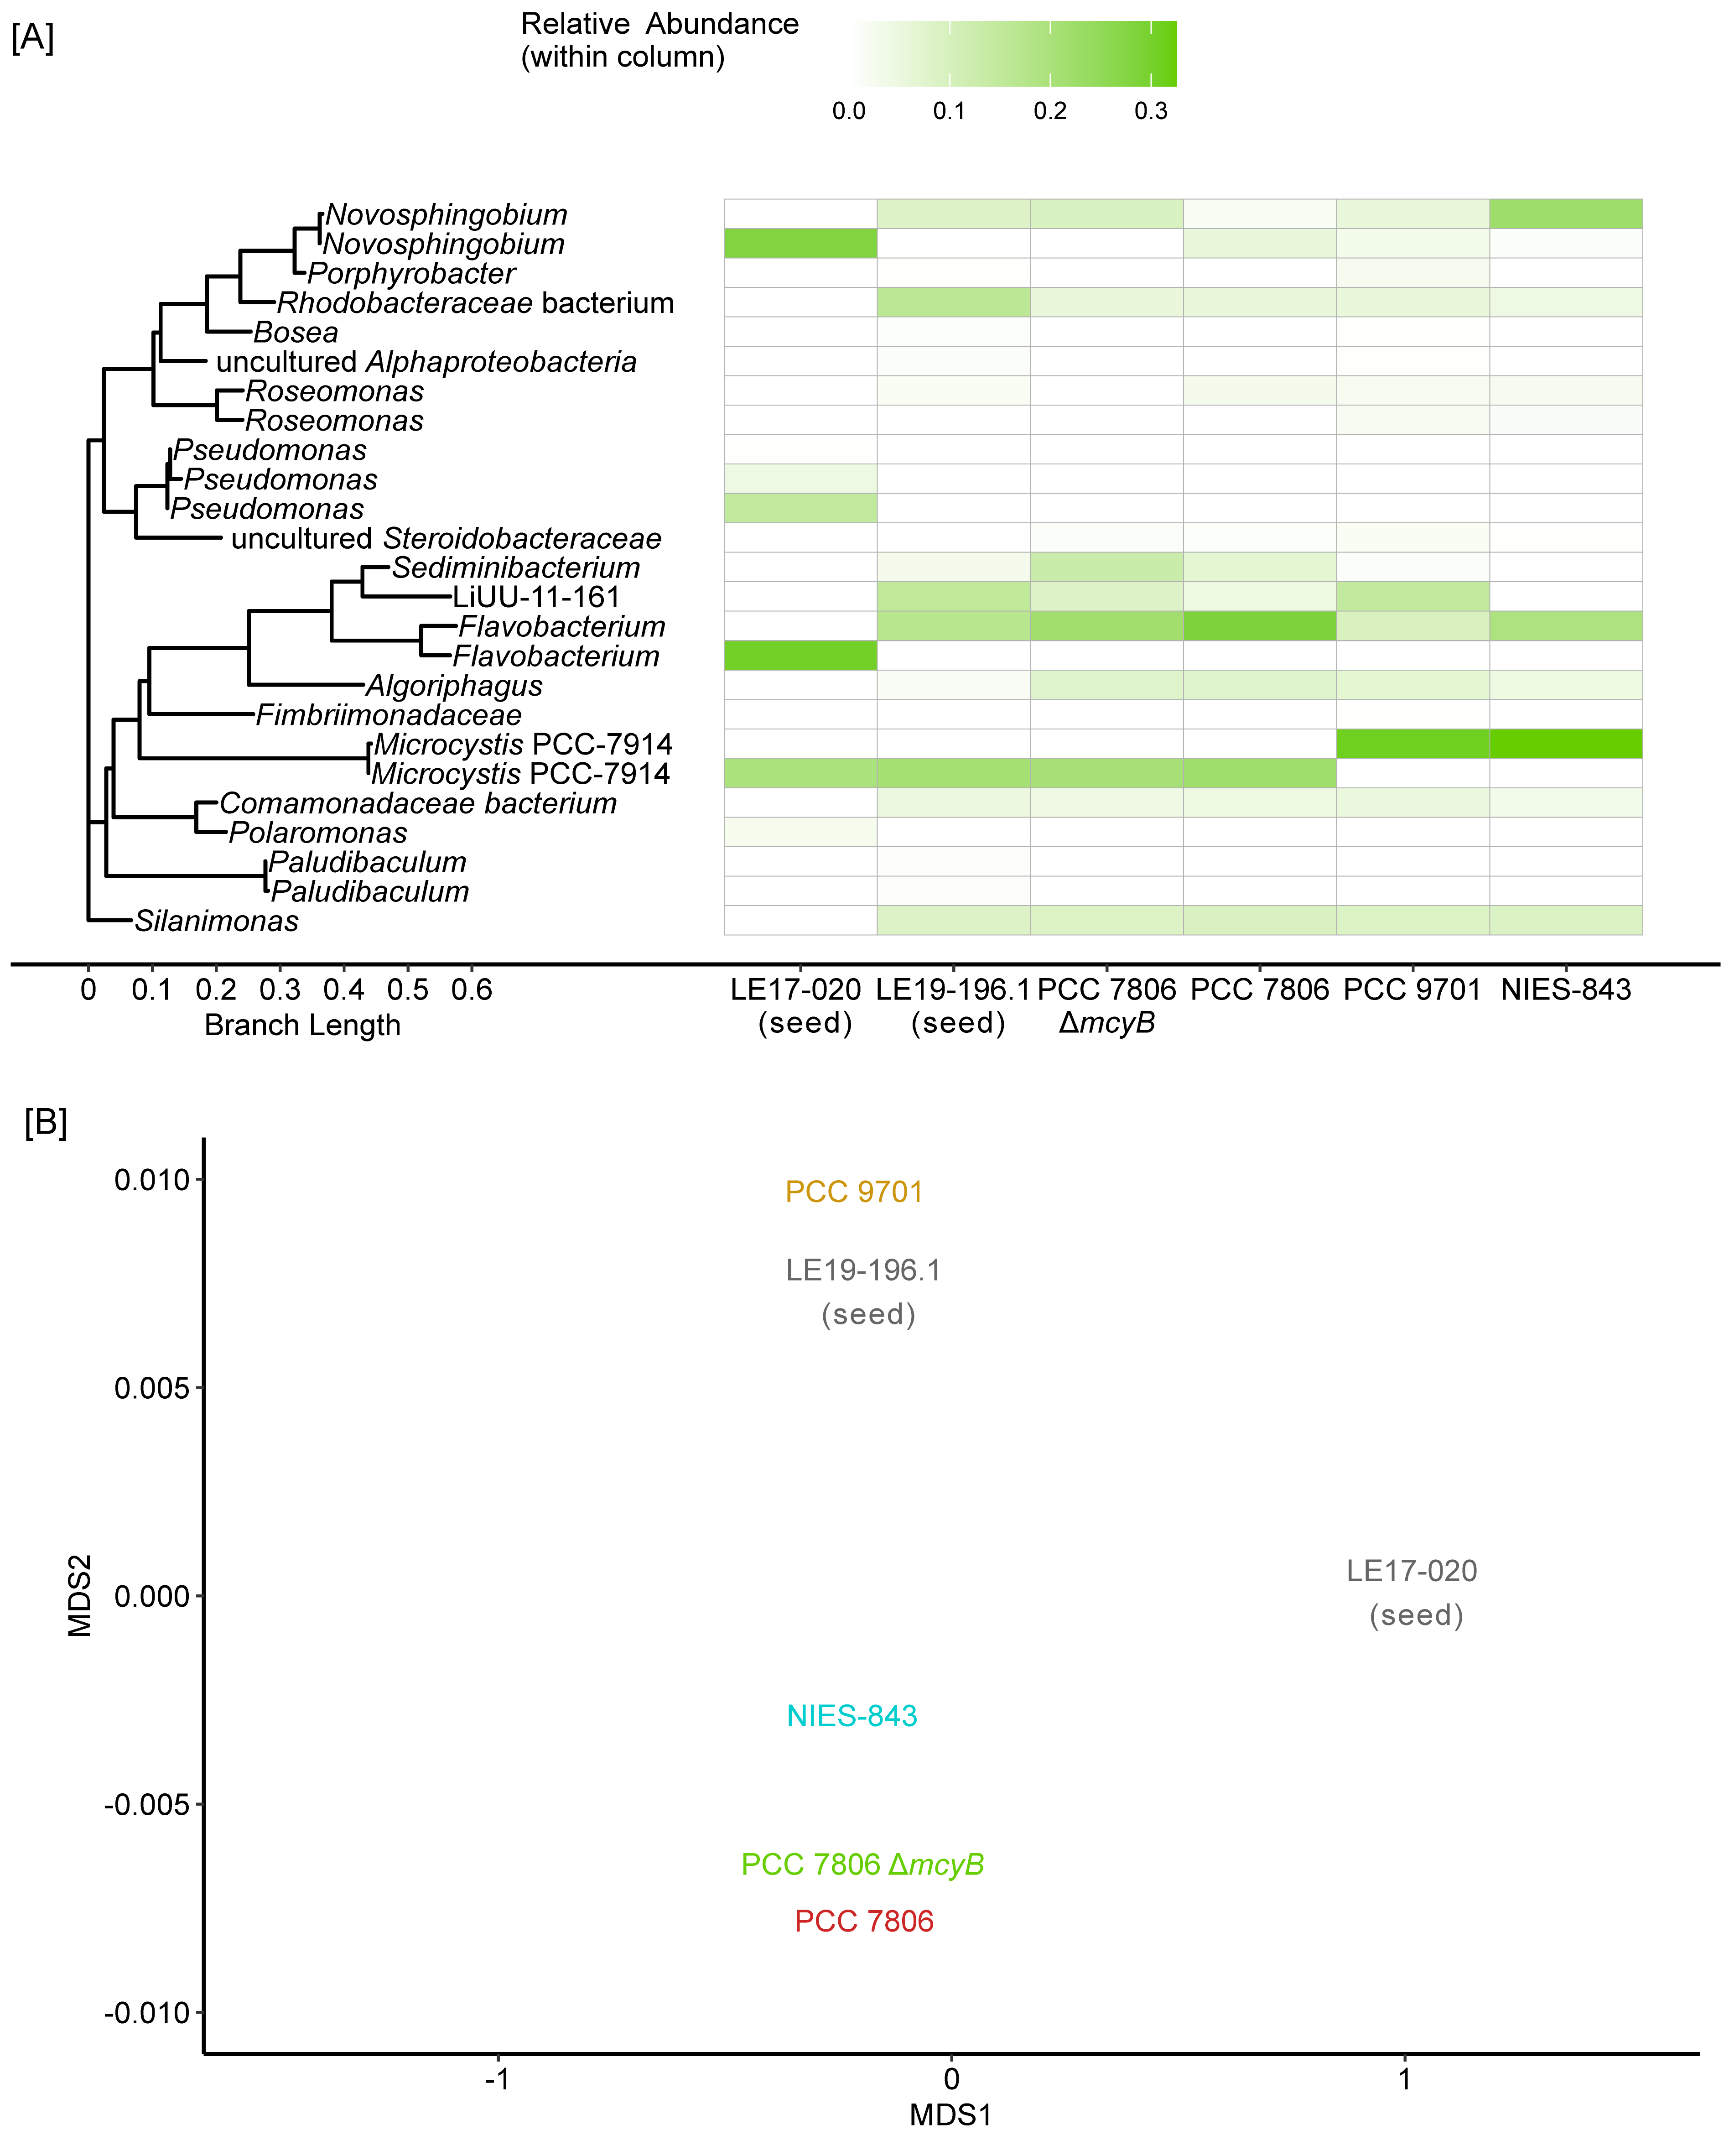 [A]
Relative Abundance
(within column)
0.0 0.1 0.2 0.3
Novosphingobium
Novosphingobium
Porphyrobacter
Rhodobacteraceae bacterium
Bosea
uncultured Alphaproteobacteria
Roseomonas
Roseomonas
Pseudomonas
Pseudomonas
Pseudomonas
uncultured Steroidobacteraceae
Sediminibacterium
LiUU-11-161
Flavobacterium
Flavobacterium
Algoriphagus
Fimbriimonadaceae
Microcystis PCC-7914
Microcystis PCC-7914
Comamonadaceae bacterium
Polaromonas
Paludibaculum
Paludibaculum
Silanimonas
0 0.1 0.2 0.3 0.4 0.5 0.6
Branch Length
LE17-020 LE19-196.1 PCC 7806 PCC 7806 PCC 9701 NIES-843
(seed) (seed) ΔmcyB
[B]
0.010
0.005
0.000
-0.005
-0.010
MDS2
PCC 9701
LE19-196.1
(seed)
LE17-020
(seed)
NIES-843
PCC 7806 ΔmcyB
PCC 7806
-1 0 1
MDS1